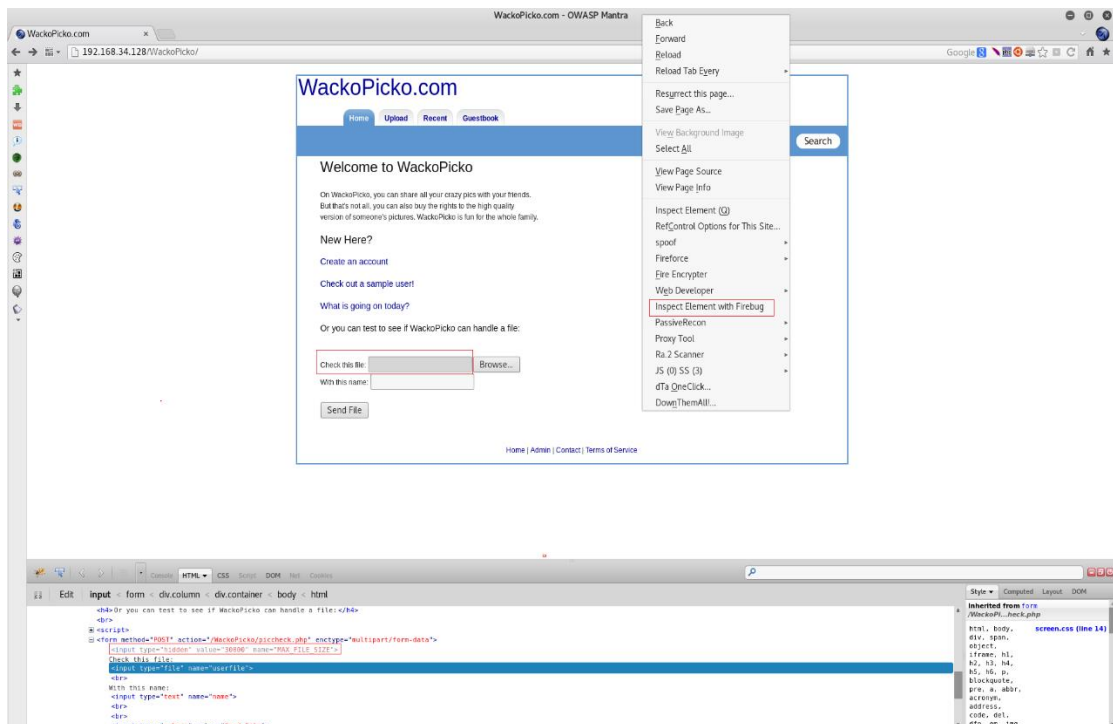 WackoPicko.com - OWASP Mantra
WackoPicko.com ×
192.168.34.128/WackoPicko/
Google
WackoPicko.com
Home Upload Recent Guestbook
Search
Welcome to WackoPicko
On WackoPicko, you can share all your crazy pics with your friends.
But that's not all, you can also buy the rights to the high quality
version of someone's pictures. WackoPicko is fun for the whole family.
New Here?
Create an account
Check out a sample user!
What is going on today?
Or you can test to see if WackoPicko can handle a file:
Check this file: Browse...
With this name:
Send File
Home | Admin | Contact | Terms of Service
Back
Forward
Reload
Reload Tab Every
Resurrect this page...
Save Page As...
View Background Image
Select All
View Page Source
View Page Info
Inspect Element (Q)
RefControl Options for This Site...
spoof
Fireforce
Fire Encrypter
Web Developer
Inspect Element with Firebug
PassiveRecon
Proxy Tool
Ra.2 Scanner
JS (0) SS (3)
dTa OneClick...
DownThemAll!...
Console HTML CSS Script DOM Net Cookies
Edit input < form < div.column < div.container < body < html
<h4>Or you can test to see if WackoPicko can handle a file:</h4>
<br>
<script>
<form method="POST" action="/WackoPicko/piccheck.php" enctype="multipart/form-data">
<input type="hidden" value="30000" name="MAX_FILE_SIZE">
Check this file:
<input type="file" name="userfile">
<br>
With this name:
<input type="text" name="name">
<br>
<br>
Style Computed Layout DOM
Inherited from form
/WackoPi...heck.php
html, body, screen.css (line 14)
div, span,
object,
iframe, h1,
h2, h3, h4,
h5, h6, p,
blockquote,
pre, a, abbr,
acronym,
address,
code, del,
dfn, em, img,